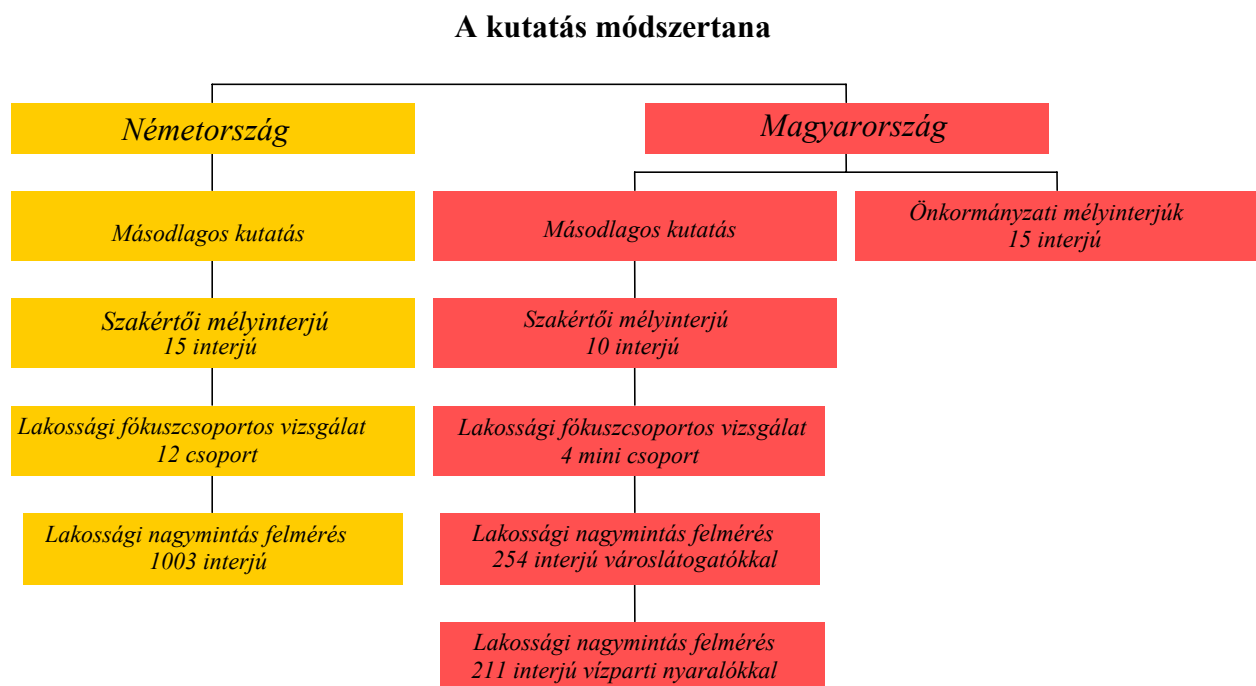 A kutatás módszertana
Németország
Magyarország
Másodlagos kutatás
Másodlagos kutatás
Önkormányzati mélyinterjúk
15 interjú
Szakértői mélyinterjú
15 interjú
Szakértői mélyinterjú
10 interjú
Lakossági fókuszcsoportos vizsgálat
12 csoport
Lakossági fókuszcsoportos vizsgálat
4 mini csoport
Lakossági nagymintás felmérés
1003 interjú
Lakossági nagymintás felmérés
254 interjú városlátogatókkal
Lakossági nagymintás felmérés
211 interjú vízparti nyaralókkal